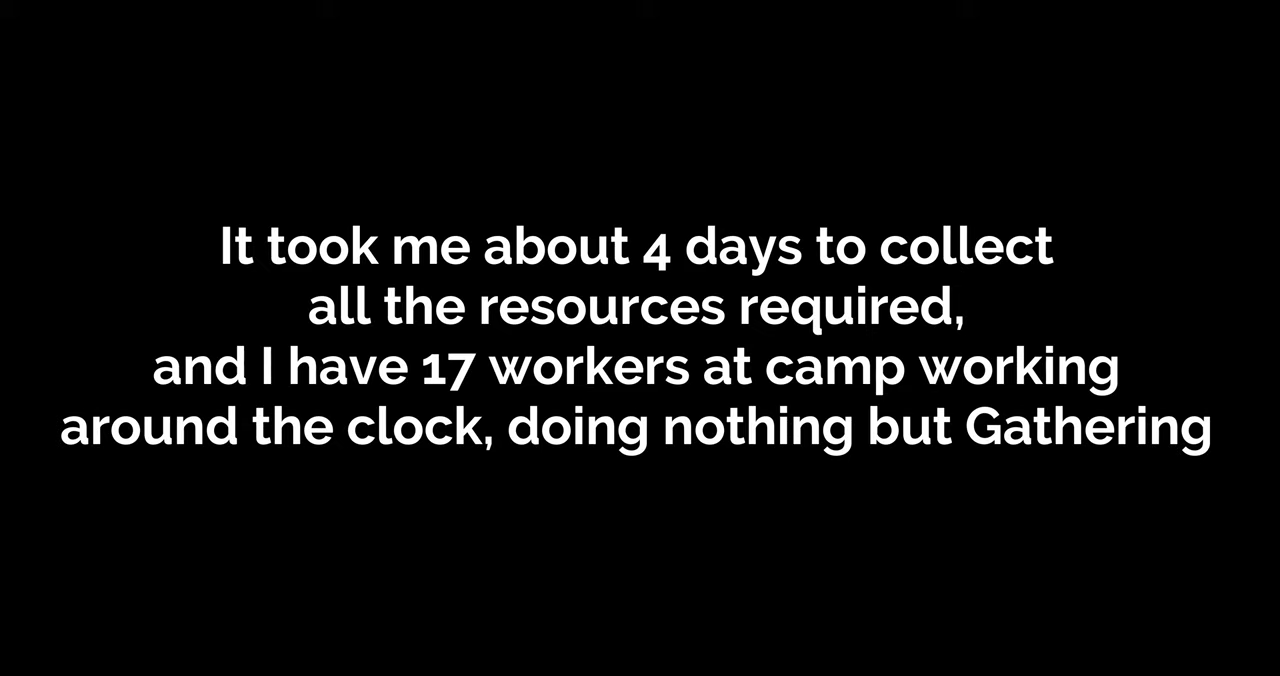 It took me about 4 days to collect
all the resources required,
and I have 17 workers at camp working
around the clock, doing nothing but Gathering